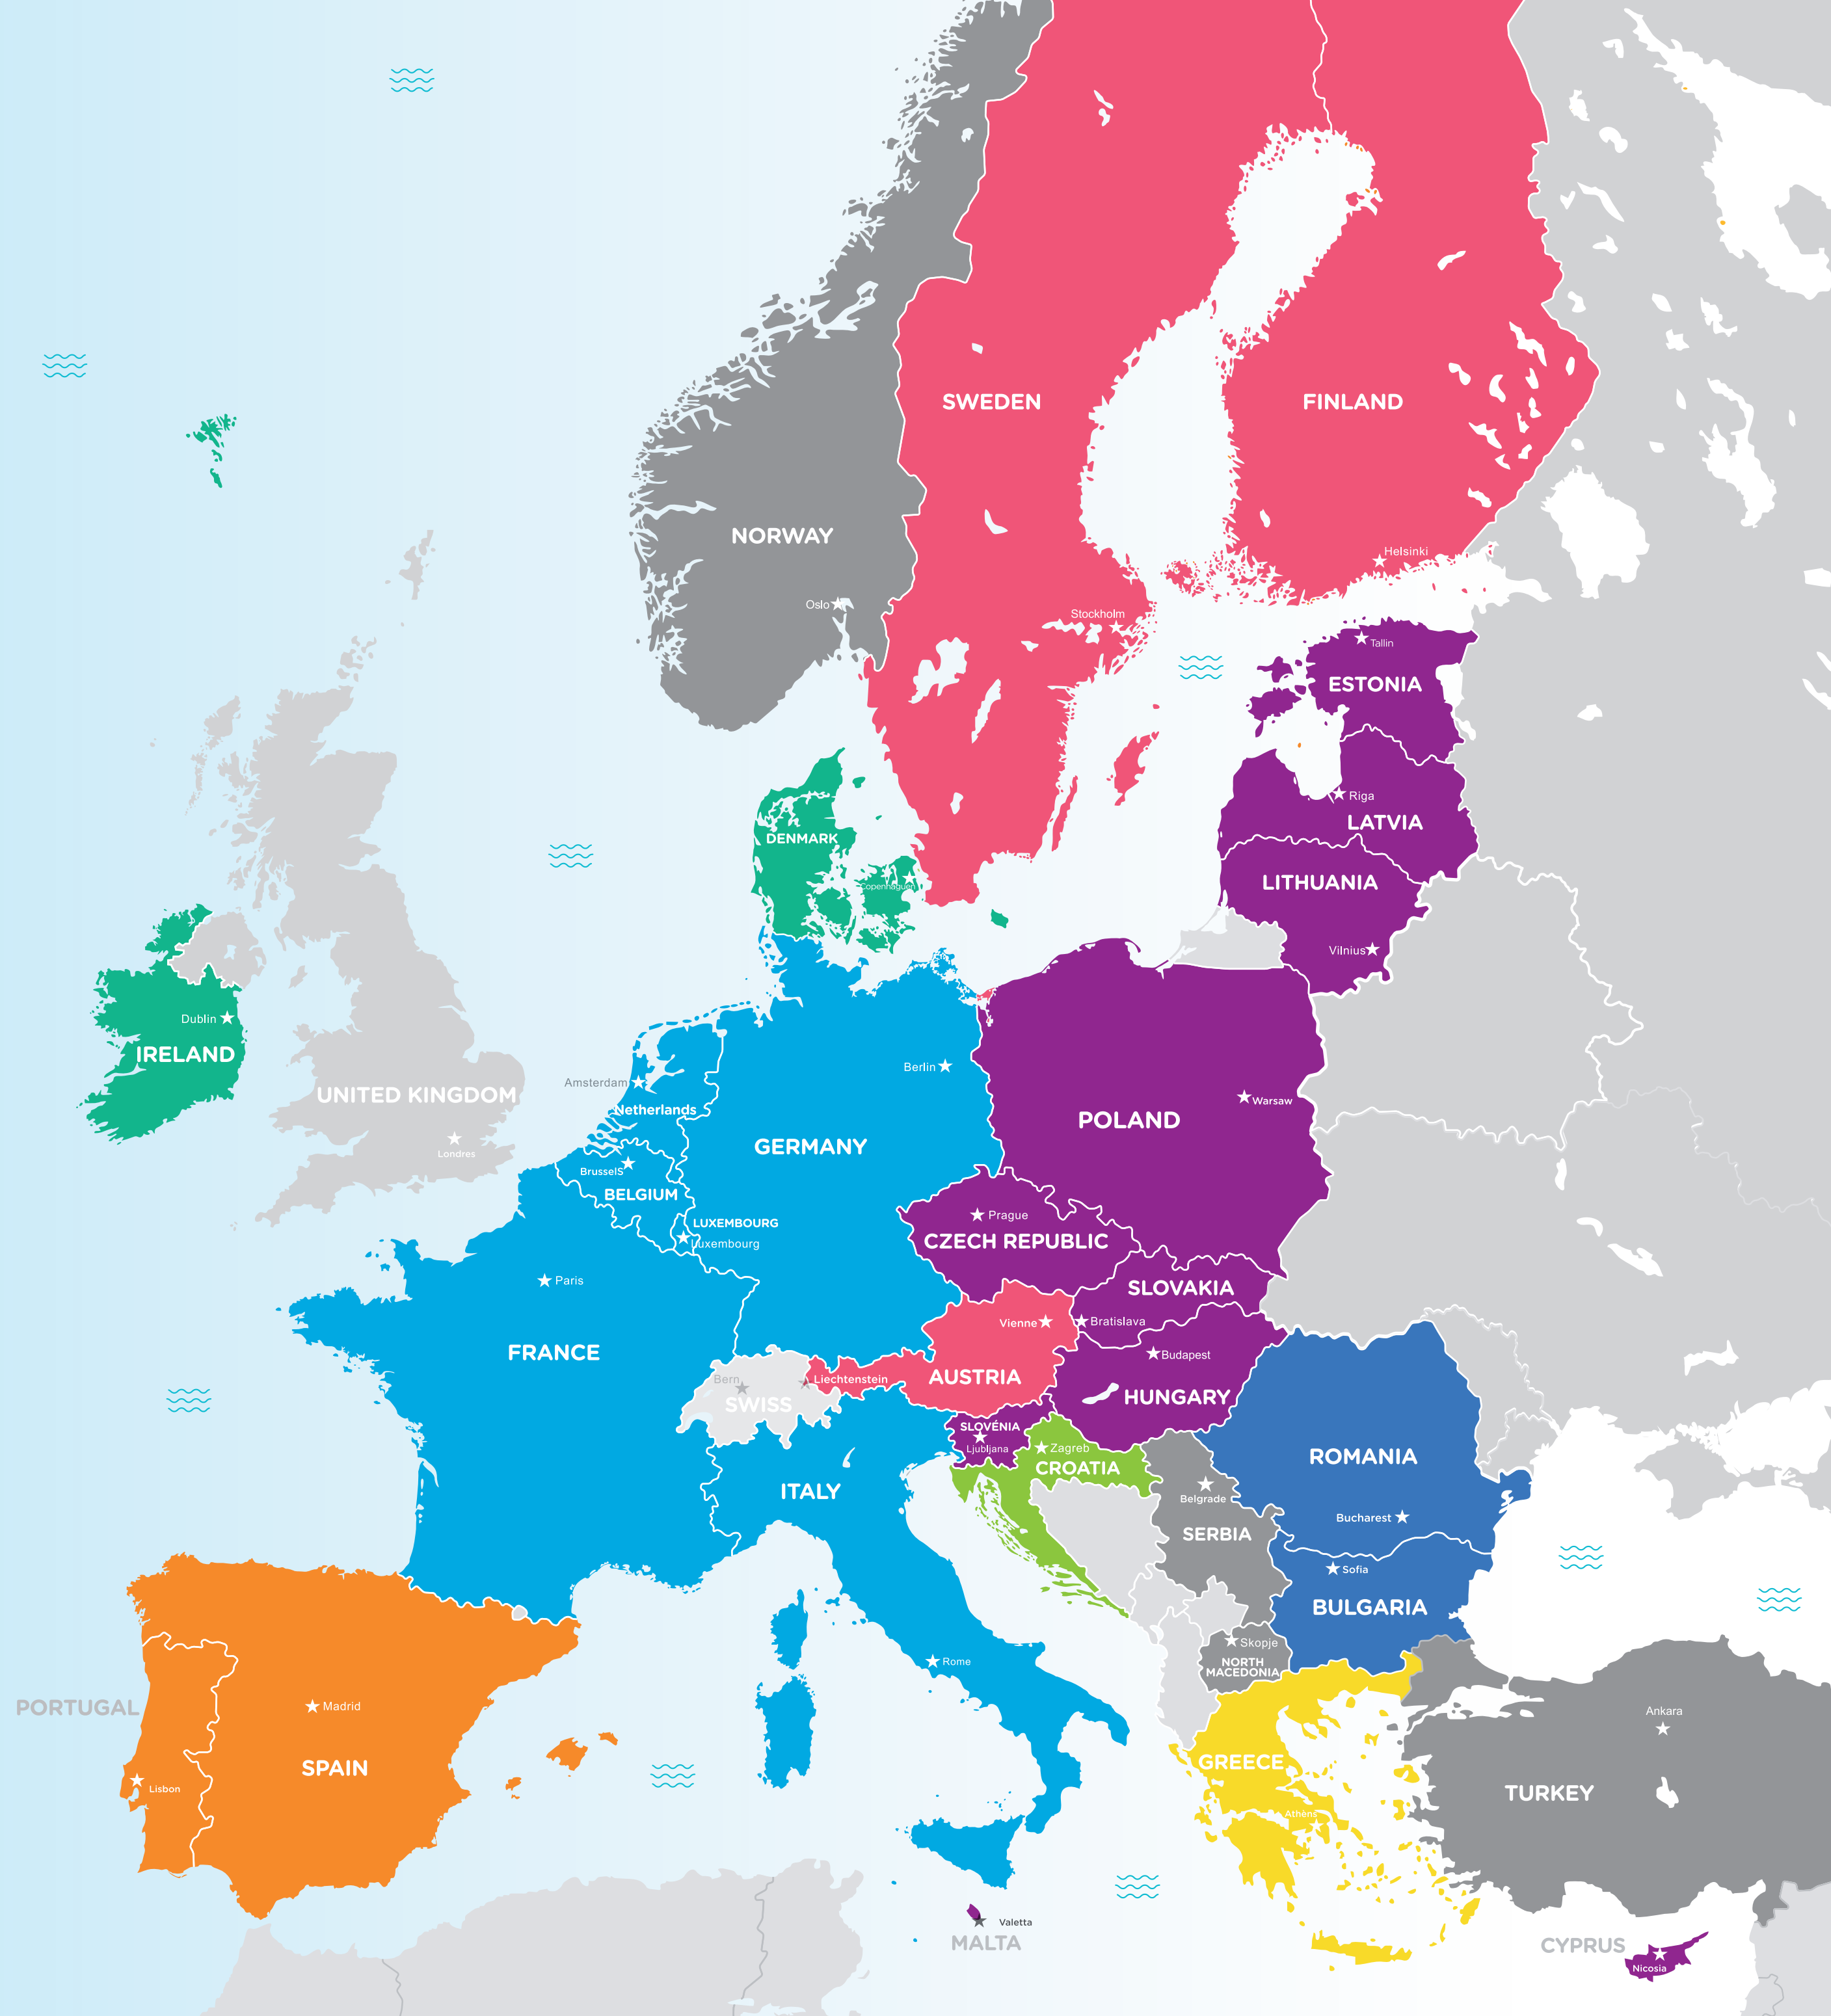 SWEDEN
FINLAND
NORWAY
Helsinki
Oslo
Stockholm
Tallin
ESTONIA
Riga
LATVIA
DENMARK
LITHUANIA
Copenhaguen
Vilnius
Dublin
IRELAND
Berlin
Amsterdam
UNITED KINGDOM
Warsaw
Netherlands
POLAND
GERMANY
Londres
BrusselS
BELGIUM
Prague
LUXEMBOURG
Luxembourg
CZECH REPUBLIC
Paris
SLOVAKIA
Vienne
Bratislava
FRANCE
Budapest
Bern
Liechtenstein
AUSTRIA
SWISS
HUNGARY
SLOVÉNIA
Ljubljana
Zagreb
ROMANIA
CROATIA
ITALY
Belgrade
Bucharest
SERBIA
Sofia
BULGARIA
Skopje
Rome
NORTH
MACEDONIA
PORTUGAL
Madrid
Ankara
SPAIN
GREECE
Lisbon
TURKEY
Athèns
Valetta
MALTA
CYPRUS
Nicosia